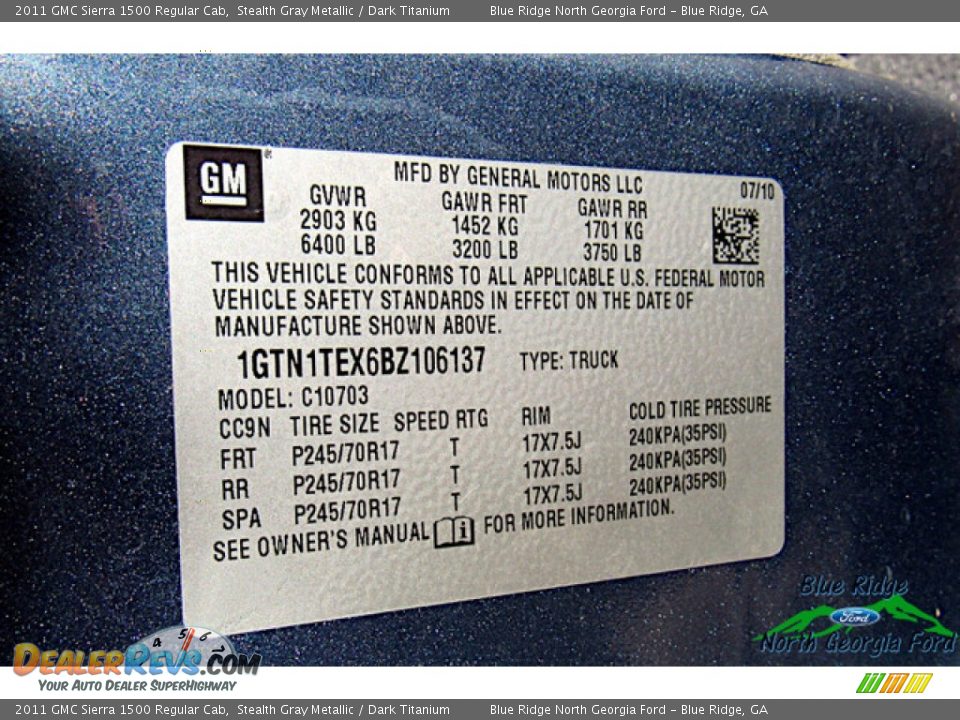 2011 GMC Sierra 1500 Regular Cab, Stealth Gray Metallic / Dark Titanium Blue Ridge North Georgia Ford – Blue Ridge, GA
GM
MFD BY GENERAL MOTORS LLC 07/10
GVWR GAWR FRT GAWR RR
2903 KG 1452 KG 1701 KG
6400 LB 3200 LB 3750 LB
THIS VEHICLE CONFORMS TO ALL APPLICABLE U.S. FEDERAL MOTOR
VEHICLE SAFETY STANDARDS IN EFFECT ON THE DATE OF
MANUFACTURE SHOWN ABOVE.
1GTN1TEX6BZ106137 TYPE: TRUCK
MODEL: C10703
CC9N TIRE SIZE SPEED RTG RIM COLD TIRE PRESSURE
FRT P245/70R17 T 17X7.5J 240KPA(35PSI)
RR P245/70R17 T 17X7.5J 240KPA(35PSI)
SPA P245/70R17 T 17X7.5J 240KPA(35PSI)
SEE OWNER'S MANUAL i FOR MORE INFORMATION.
Blue Ridge
Ford
North Georgia Ford
4 5 6
DealerRevs.com
Your Auto Dealer SuperHighway
2011 GMC Sierra 1500 Regular Cab, Stealth Gray Metallic / Dark Titanium Blue Ridge North Georgia Ford – Blue Ridge, GA